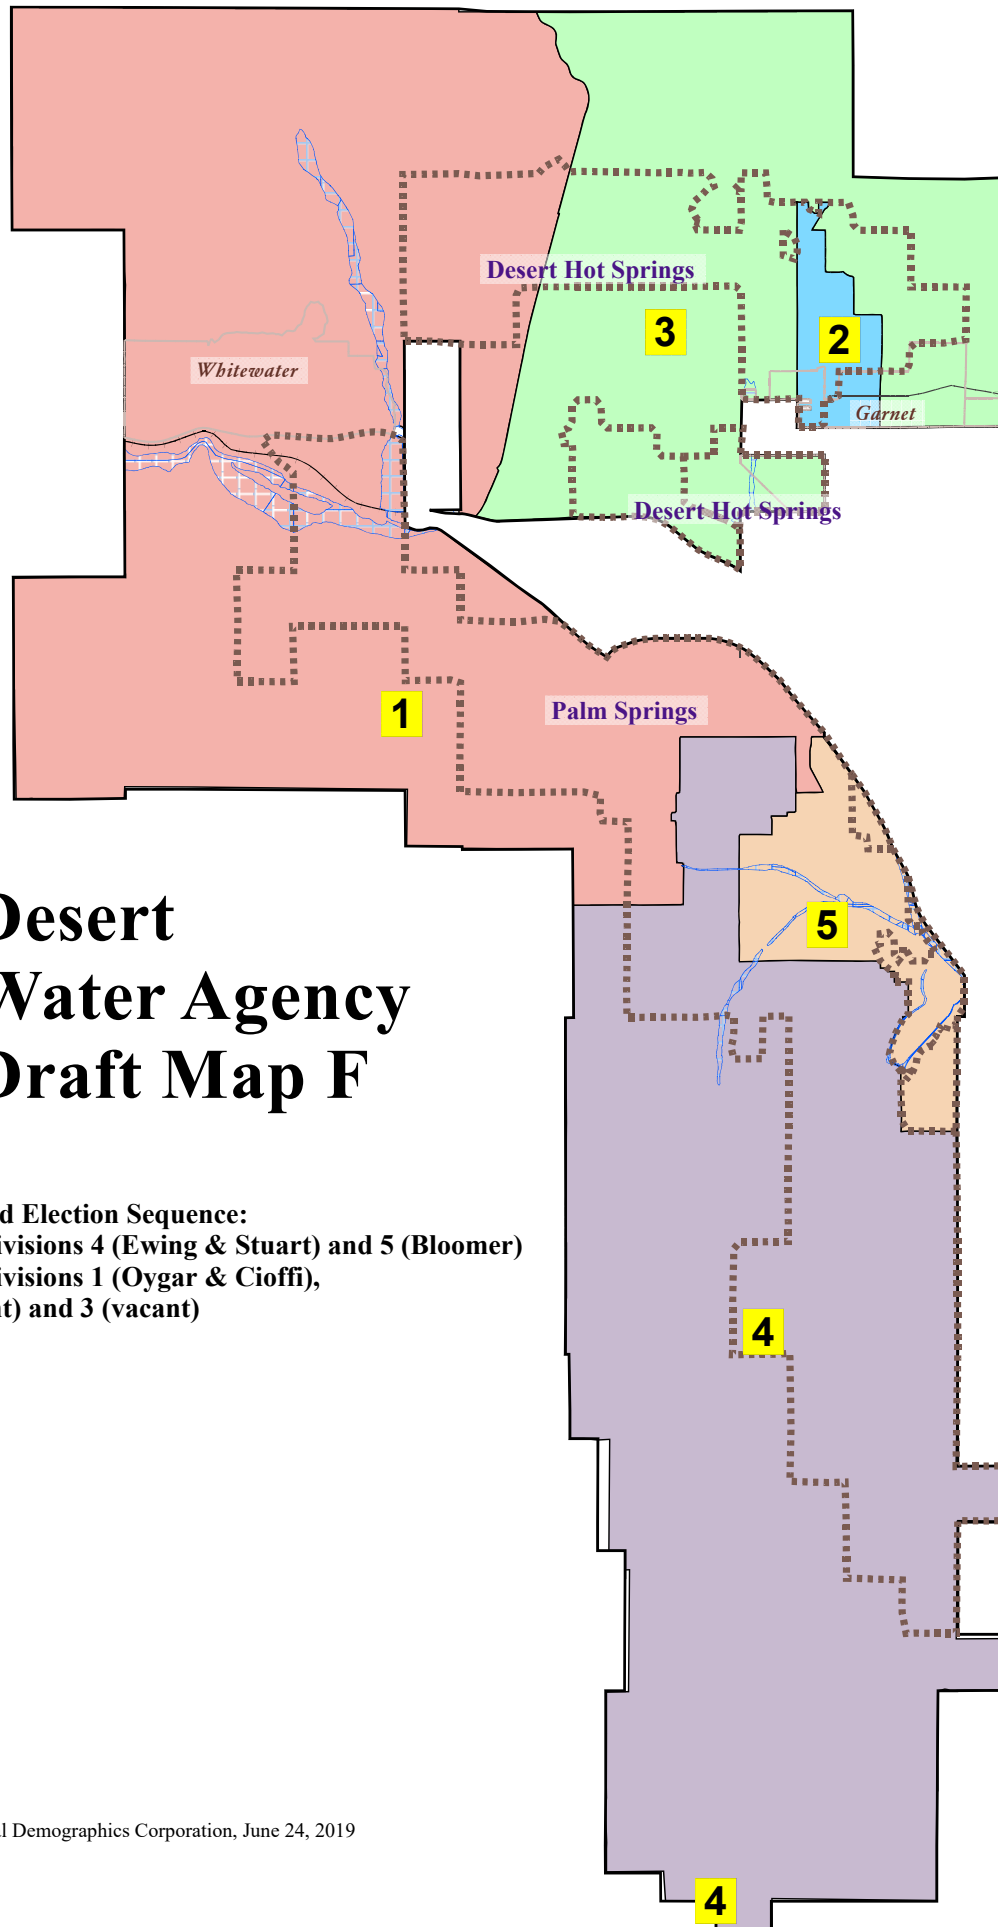 Desert Hot Springs
3
2
Whitewater
Garnet
Desert Hot Springs
1
Palm Springs
5
Desert
Water Agency
Draft Map F
d Election Sequence:
ivisions 4 (Ewing & Stuart) and 5 (Bloomer)
ivisions 1 (Oygar & Cioffi),
nt) and 3 (vacant)
4
l Demographics Corporation, June 24, 2019
4